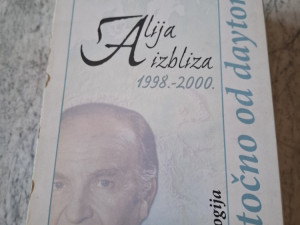 Alija
izbliza
1998.-2000.
ogija
točno od dayton